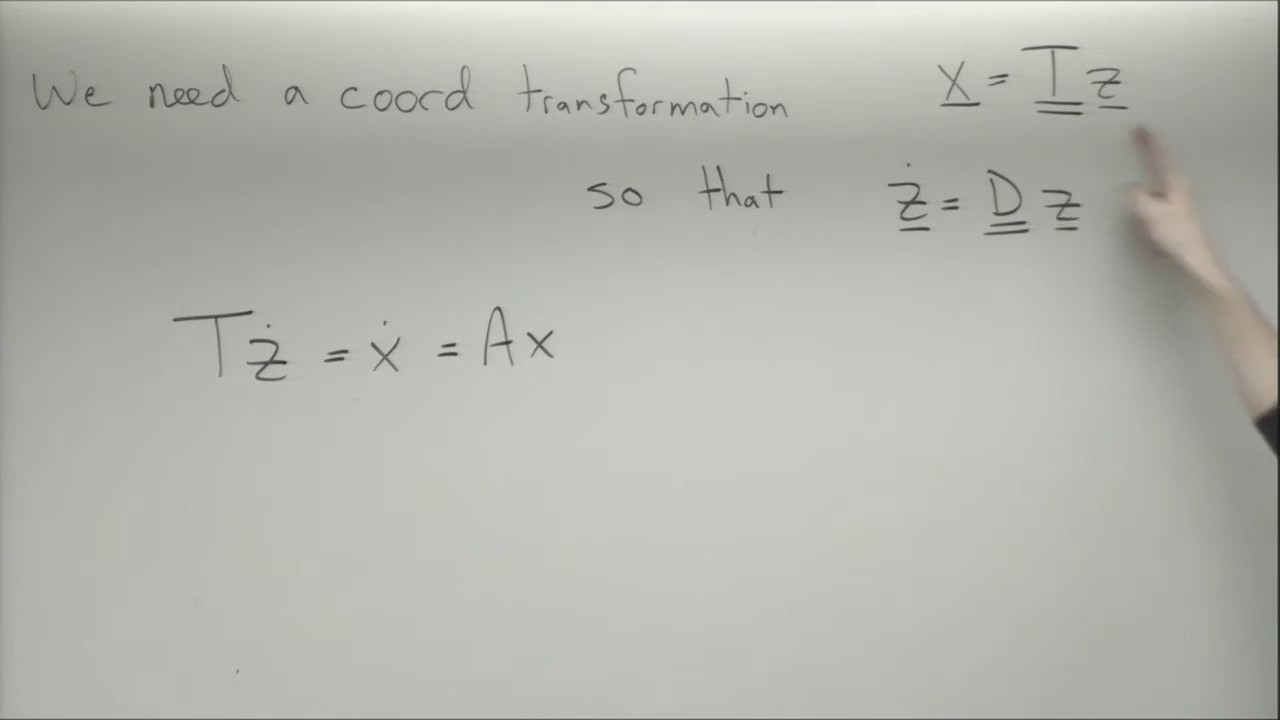 We need a coord transformation x = T z
so that ż = D z
Tż = ẋ = Ax